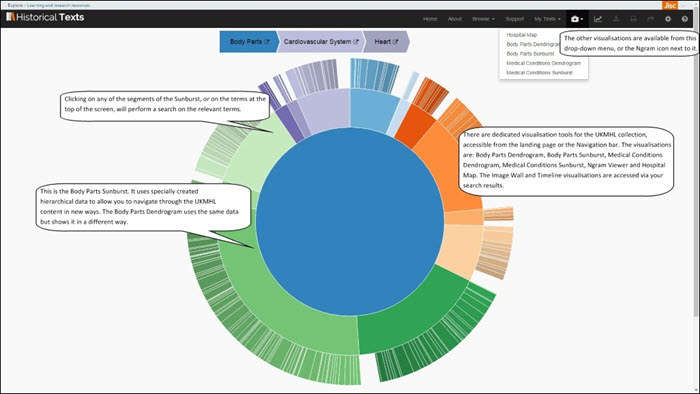 Explore - Learning and research resources
Jisc
Historical Texts
Home About Browse Support My Texts
Body Parts Cardiovascular System Heart
Hospital Map
Body Parts Dendrogram
Body Parts Sunburst
Medical Conditions Dendrogram
Medical Conditions Sunburst
The other visualisations are available from this
drop-down menu, or the Ngram icon next to it.
Clicking on any of the segments of the Sunburst, or on the terms at the
top of the screen, will perform a search on the relevant terms.
There are dedicated visualisation tools for the UKMHL collection,
accessible from the landing page or the Navigation bar. The visualisations
are: Body Parts Dendrogram, Body Parts Sunburst, Medical Conditions
Dendrogram, Medical Conditions Sunburst, Ngram Viewer and Hospital
Map. The Image Wall and Timeline visualisations are accessed via your
search results.
This is the Body Parts Sunburst. It uses specially created
hierarchical data to allow you to navigate through the UKMHL
content in new ways. The Body Parts Dendrogram uses the same data
but shows it in a different way.